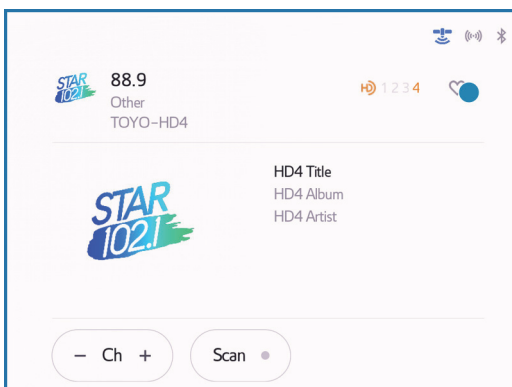 STAR
102.1
88.9
Other
TOYO-HD4
HD 1 2 3 4
STAR
102.1
HD4 Title
HD4 Album
HD4 Artist
− Ch +
Scan